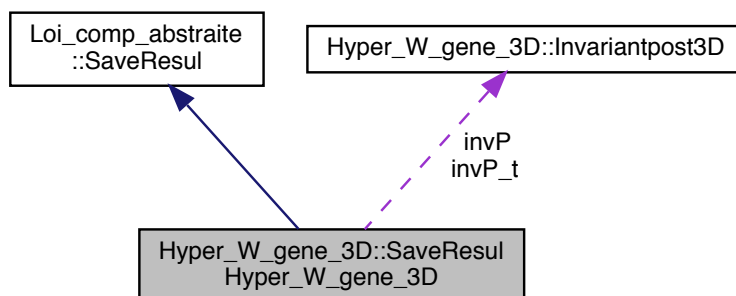 Loi_comp_abstraite
::SaveResul
Hyper_W_gene_3D::Invariantpost3D
invP
invP_t
Hyper_W_gene_3D::SaveResul
Hyper_W_gene_3D